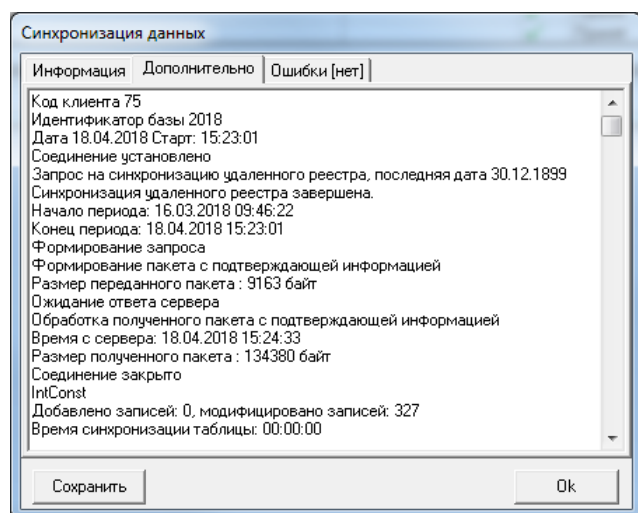 Синхронизация данных
Информация Дополнительно Ошибки [нет]
Код клиента 75
Идентификатор базы 2018
Дата 18.04.2018 Старт: 15:23:01
Соединение установлено
Запрос на синхронизацию удаленного реестра, последняя дата 30.12.1899
Синхронизация удаленного реестра завершена.
Начало периода: 16.03.2018 09:46:22
Конец периода: 18.04.2018 15:23:01
Формирование запроса
Формирование пакета с подтверждающей информацией
Размер переданного пакета : 9163 байт
Ожидание ответа сервера
Обработка полученного пакета с подтверждающей информацией
Время с сервера: 18.04.2018 15:24:33
Размер полученного пакета : 134380 байт
Соединение закрыто
IntConst
Добавлено записей: 0, модифицировано записей: 327
Время синхронизации таблицы: 00:00:00
Сохранить Ok